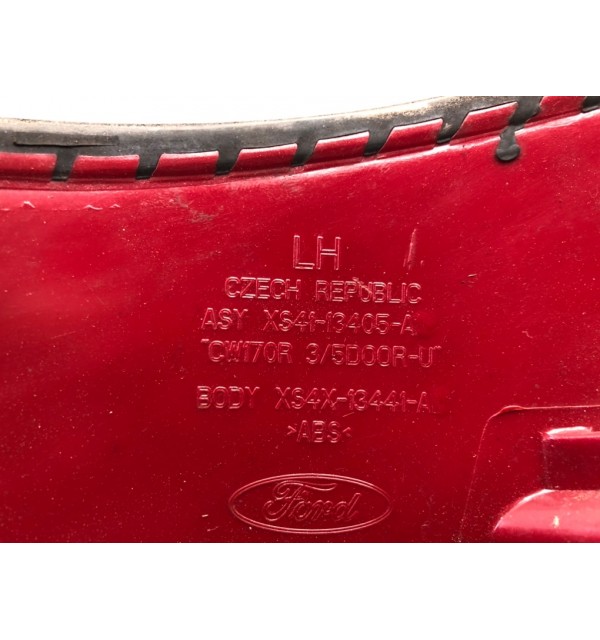 LH
CZECH REPUBLIC
ASY XS41-13405-A
"CW170R 3/5DOOR-U"
BODY XS4X-13441-A
>ABS<
Ford